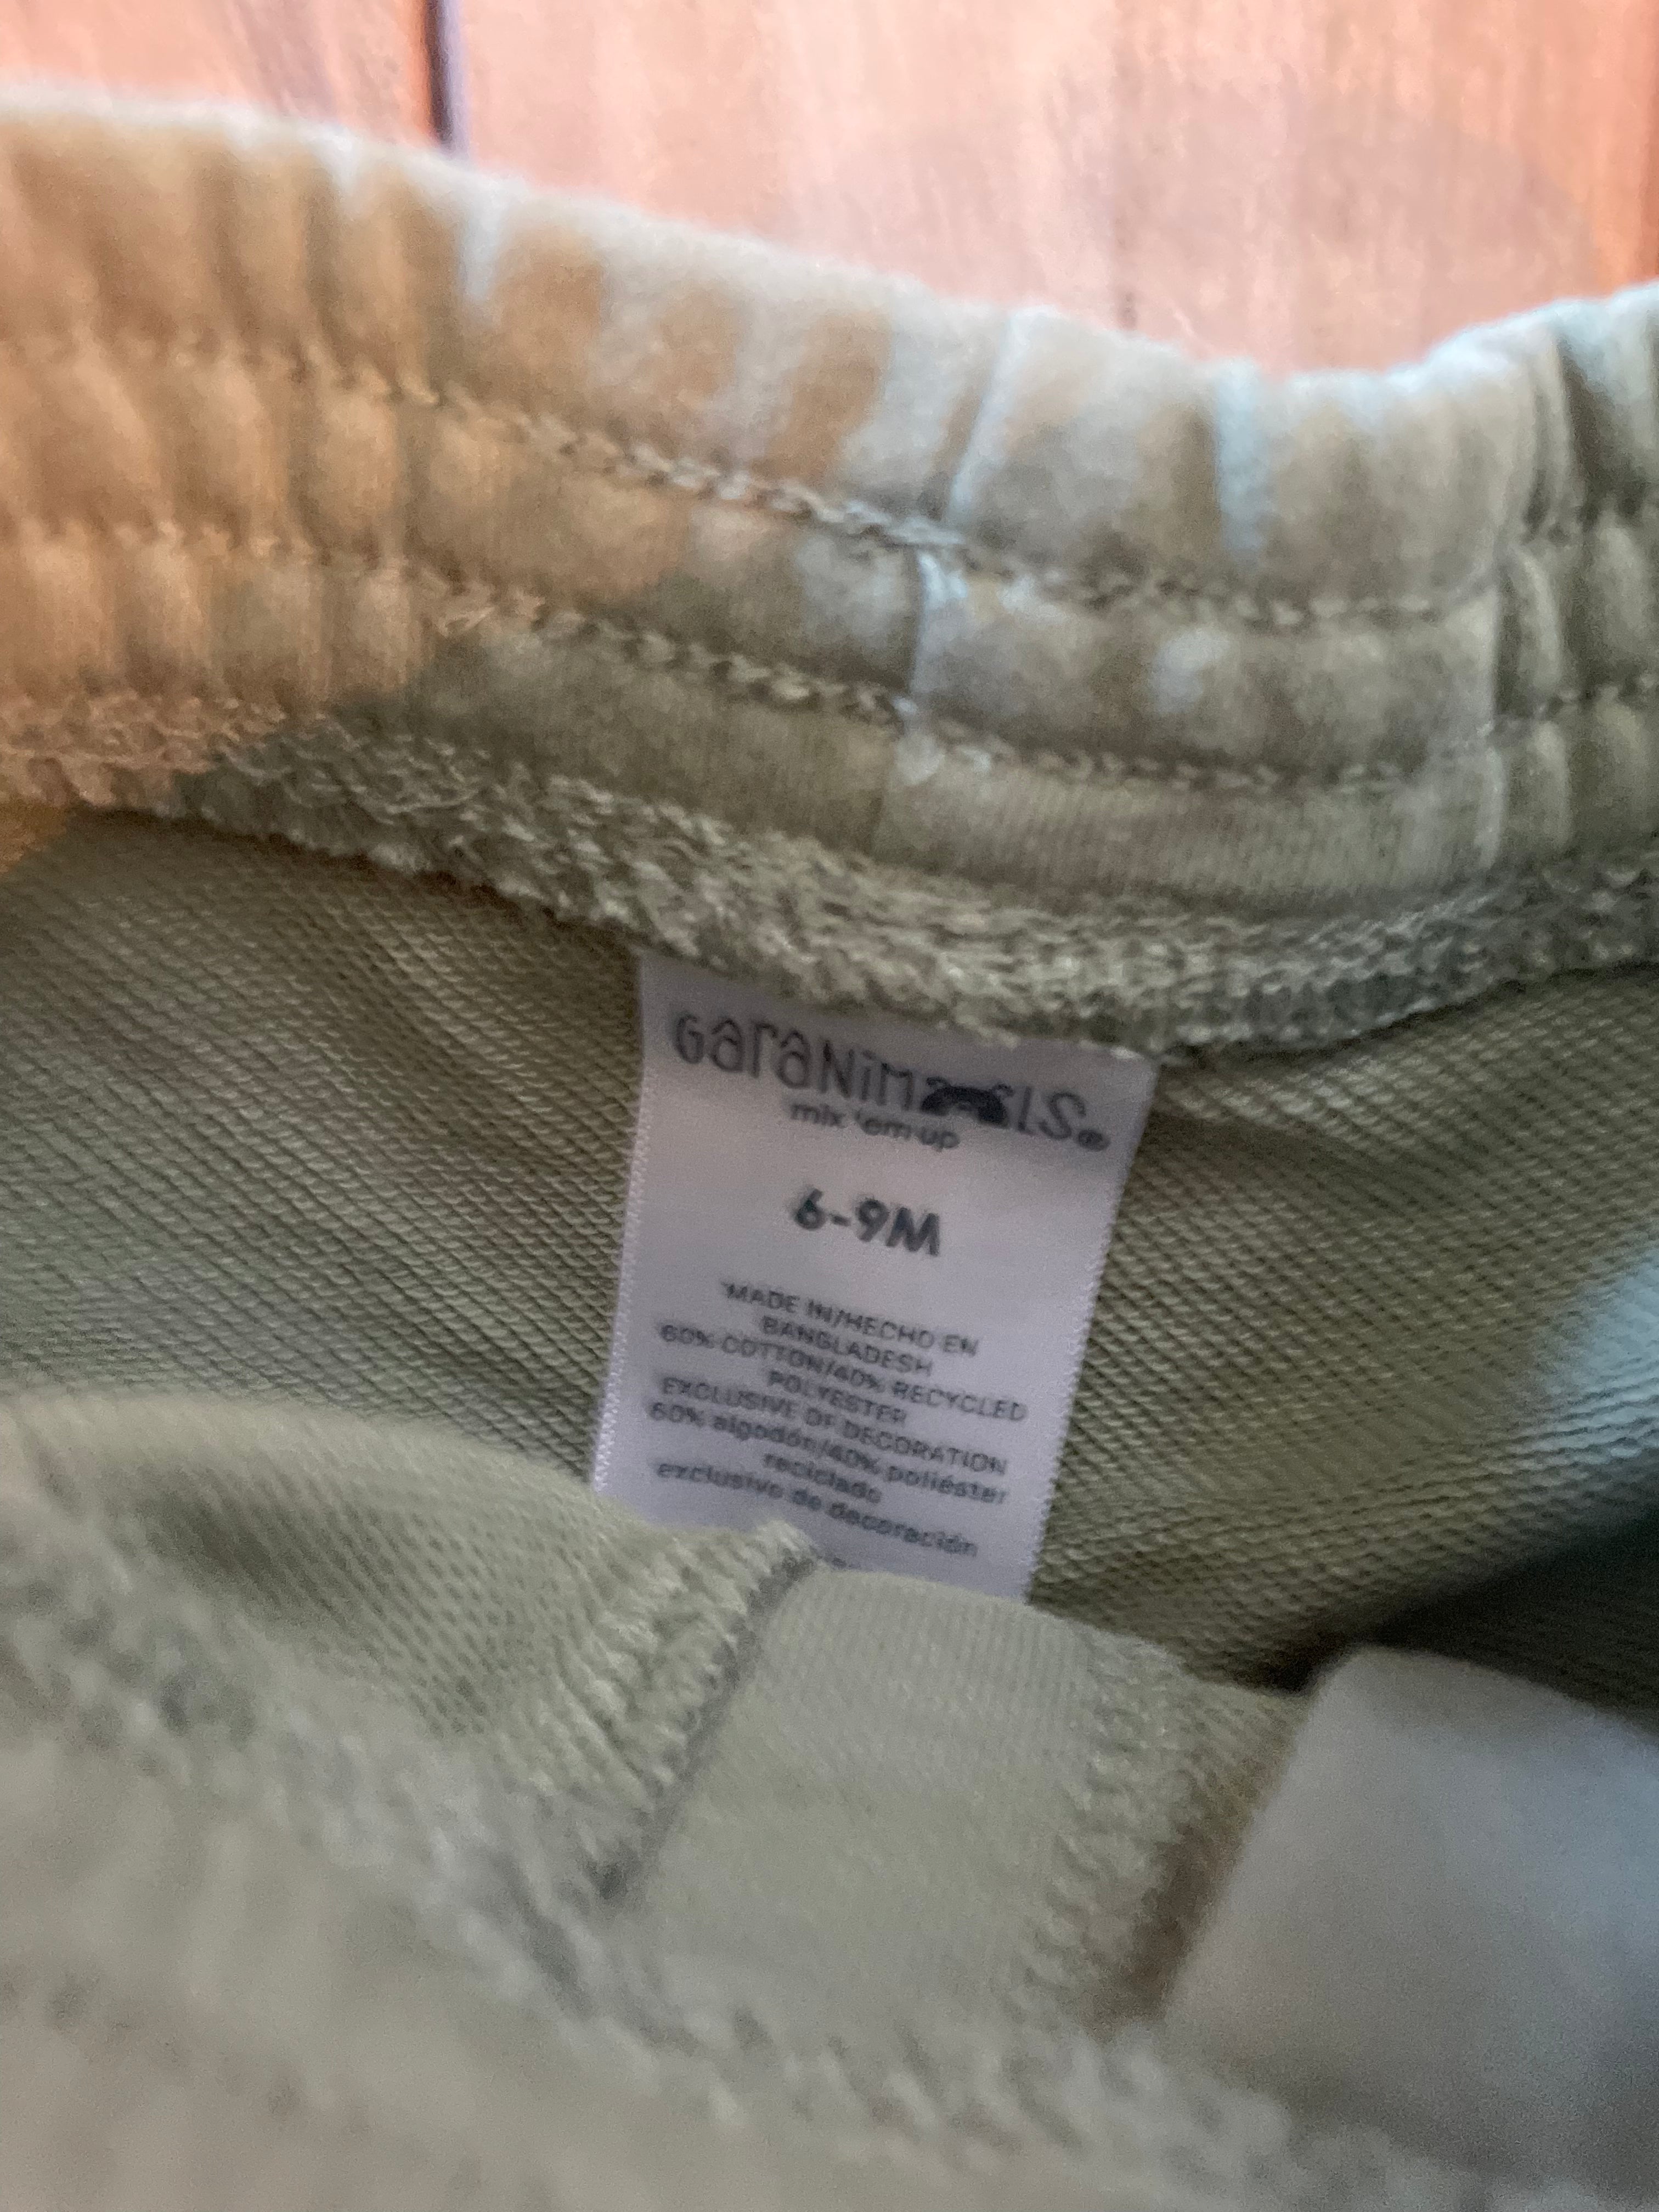 Garanimals®
mix 'em up
6-9M
MADE IN/HECHO EN
BANGLADESH
60% COTTON/40% RECYCLED
POLYESTER
EXCLUSIVE OF DECORATION
60% algodón/40% poliéster
reciclado
exclusivo de decoración